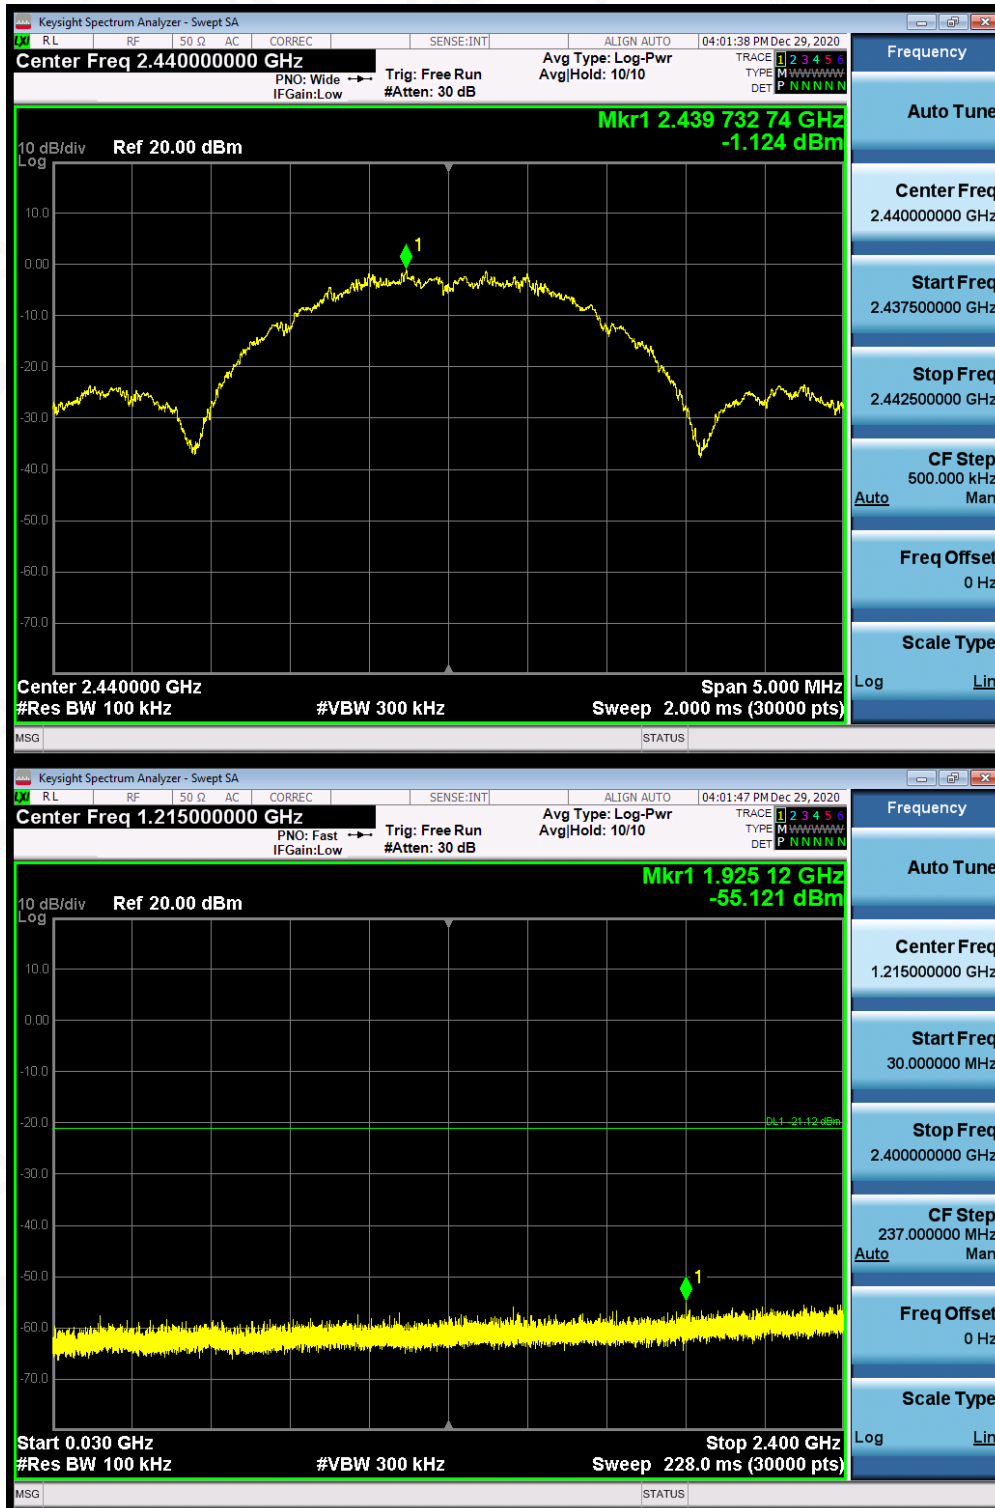 Keysight Spectrum Analyzer - Swept SA
LXI RL RF 50 Ω AC CORREC SENSE:INT ALIGN AUTO 04:01:38 PM Dec 29, 2020
Center Freq 2.440000000 GHz
PNO: Wide
IFGain:Low
Trig: Free Run
#Atten: 30 dB
Avg Type: Log-Pwr
Avg|Hold: 10/10
TRACE 1 2 3 4 5 6
TYPE M WWWWW
DET P N N N N N
Frequency
Mkr1 2.439 732 74 GHz
-1.124 dBm
10 dB/div
Log
Ref 20.00 dBm
10.0
0.00
-10.0
-20.0
-30.0
-40.0
-50.0
-60.0
-70.0
1
Center 2.440000 GHz
#Res BW 100 kHz
#VBW 300 kHz
Span 5.000 MHz
Sweep 2.000 ms (30000 pts)
Auto Tune
Center Freq
2.440000000 GHz
Start Freq
2.437500000 GHz
Stop Freq
2.442500000 GHz
CF Step
500.000 kHz
Auto Man
Freq Offset
0 Hz
Scale Type
Log Lin
MSG STATUS
Keysight Spectrum Analyzer - Swept SA
LXI RL RF 50 Ω AC CORREC SENSE:INT ALIGN AUTO 04:01:47 PM Dec 29, 2020
Center Freq 1.215000000 GHz
PNO: Fast
IFGain:Low
Trig: Free Run
#Atten: 30 dB
Avg Type: Log-Pwr
Avg|Hold: 10/10
TRACE 1 2 3 4 5 6
TYPE M WWWWW
DET P N N N N N
Frequency
Mkr1 1.925 12 GHz
-55.121 dBm
10 dB/div
Log
Ref 20.00 dBm
10.0
0.00
-10.0
-20.0
-30.0
-40.0
-50.0
-60.0
-70.0
DL1 -21.12 dBm
1
Start 0.030 GHz
#Res BW 100 kHz
#VBW 300 kHz
Stop 2.400 GHz
Sweep 228.0 ms (30000 pts)
Auto Tune
Center Freq
1.215000000 GHz
Start Freq
30.000000 MHz
Stop Freq
2.400000000 GHz
CF Step
237.000000 MHz
Auto Man
Freq Offset
0 Hz
Scale Type
Log Lin
MSG STATUS